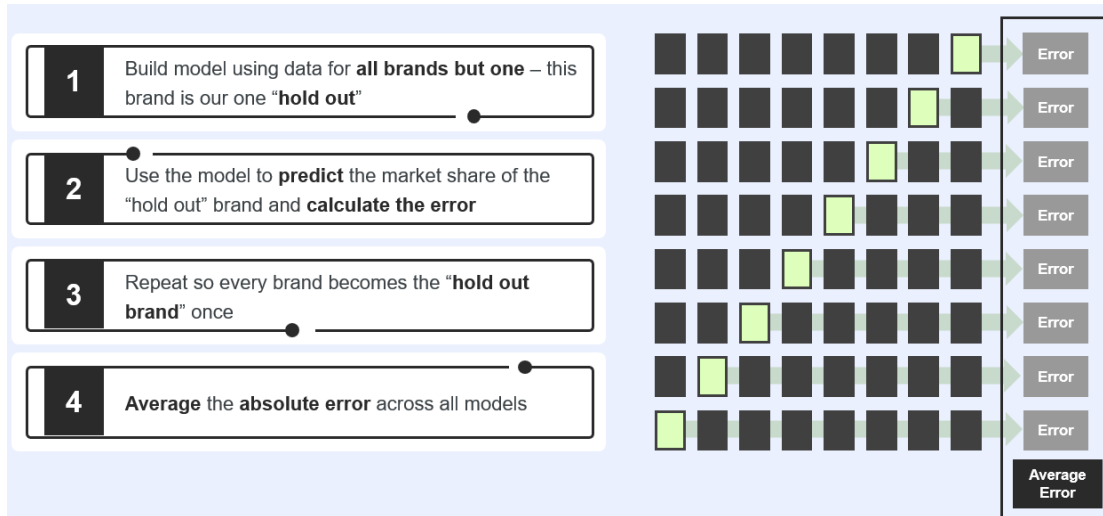 1
Build model using data for all brands but one – this
brand is our one “hold out”
2
Use the model to predict the market share of the
“hold out” brand and calculate the error
3
Repeat so every brand becomes the “hold out
brand” once
4
Average the absolute error across all models
Error
Error
Error
Error
Error
Error
Error
Error
Average
Error